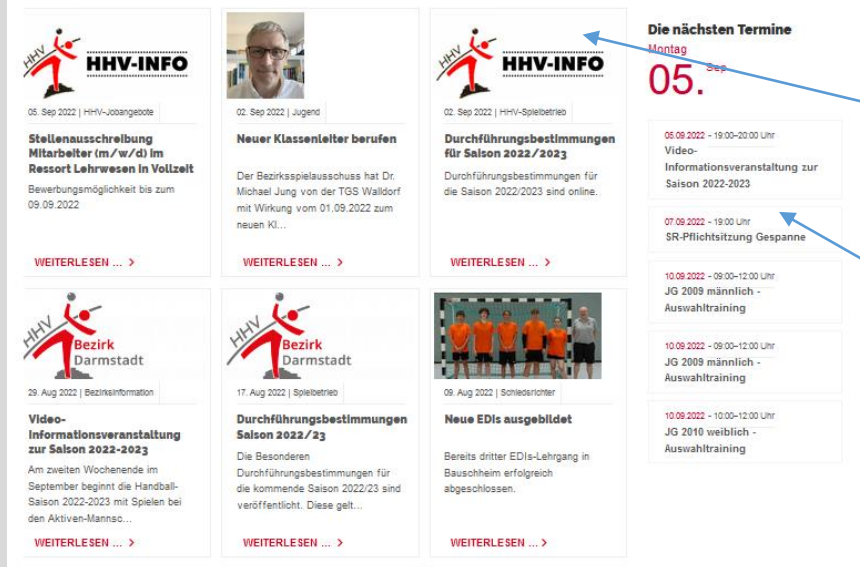 HHV
HHV-INFO
05. Sep 2022 | HHV-Jobangebote
Stellenausschreibung
Mitarbeiter (m/w/d) im
Ressort Lehrwesen in Vollzeit
Bewerbungsmöglichkeit bis zum
09.09.2022
WEITERLESEN ... >
02. Sep 2022 | Jugend
Neuer Klassenleiter berufen
Der Bezirksspielausschuss hat Dr.
Michael Jung von der TGS Walldorf
mit Wirkung vom 01.09.2022 zum
neuen Kl...
WEITERLESEN ... >
HHV
HHV-INFO
02. Sep 2022 | HHV-Spielbetrieb
Durchführungsbestimmungen
für Saison 2022/2023
Durchführungsbestimmungen für
die Saison 2022/2023 sind online.
WEITERLESEN ... >
HHV
Bezirk
Darmstadt
29. Aug 2022 | Bezirksinformation
Video-
Informationsveranstaltung
zur Saison 2022-2023
Am zweiten Wochenende im
September beginnt die Handball-
Saison 2022-2023 mit Spielen bei
den Aktiven-Mannsc...
WEITERLESEN ... >
HHV
Bezirk
Darmstadt
17. Aug 2022 | Spielbetrieb
Durchführungsbestimmungen
Saison 2022/23
Die Besonderen
Durchführungsbestimmungen für
die kommende Saison 2022/23 sind
veröffentlicht. Diese gelt...
WEITERLESEN ... >
09. Aug 2022 | Schiedsrichter
Neue EDIs ausgebildet
Bereits dritter EDIs-Lehrgang in
Bauschheim erfolgreich
abgeschlossen.
WEITERLESEN ... >
Die nächsten Termine
Montag
05. Sep
05.09.2022 - 19:00-20:00 Uhr
Video-
Informationsveranstaltung zur
Saison 2022-2023
07.09.2022 - 19:00 Uhr
SR-Pflichtsitzung Gespanne
10.09.2022 - 09:00-12:00 Uhr
JG 2009 männlich -
Auswahltraining
10.09.2022 - 09:00-12:00 Uhr
JG 2009 männlich -
Auswahltraining
10.09.2022 - 10:00-12:00 Uhr
JG 2010 weiblich -
Auswahltraining